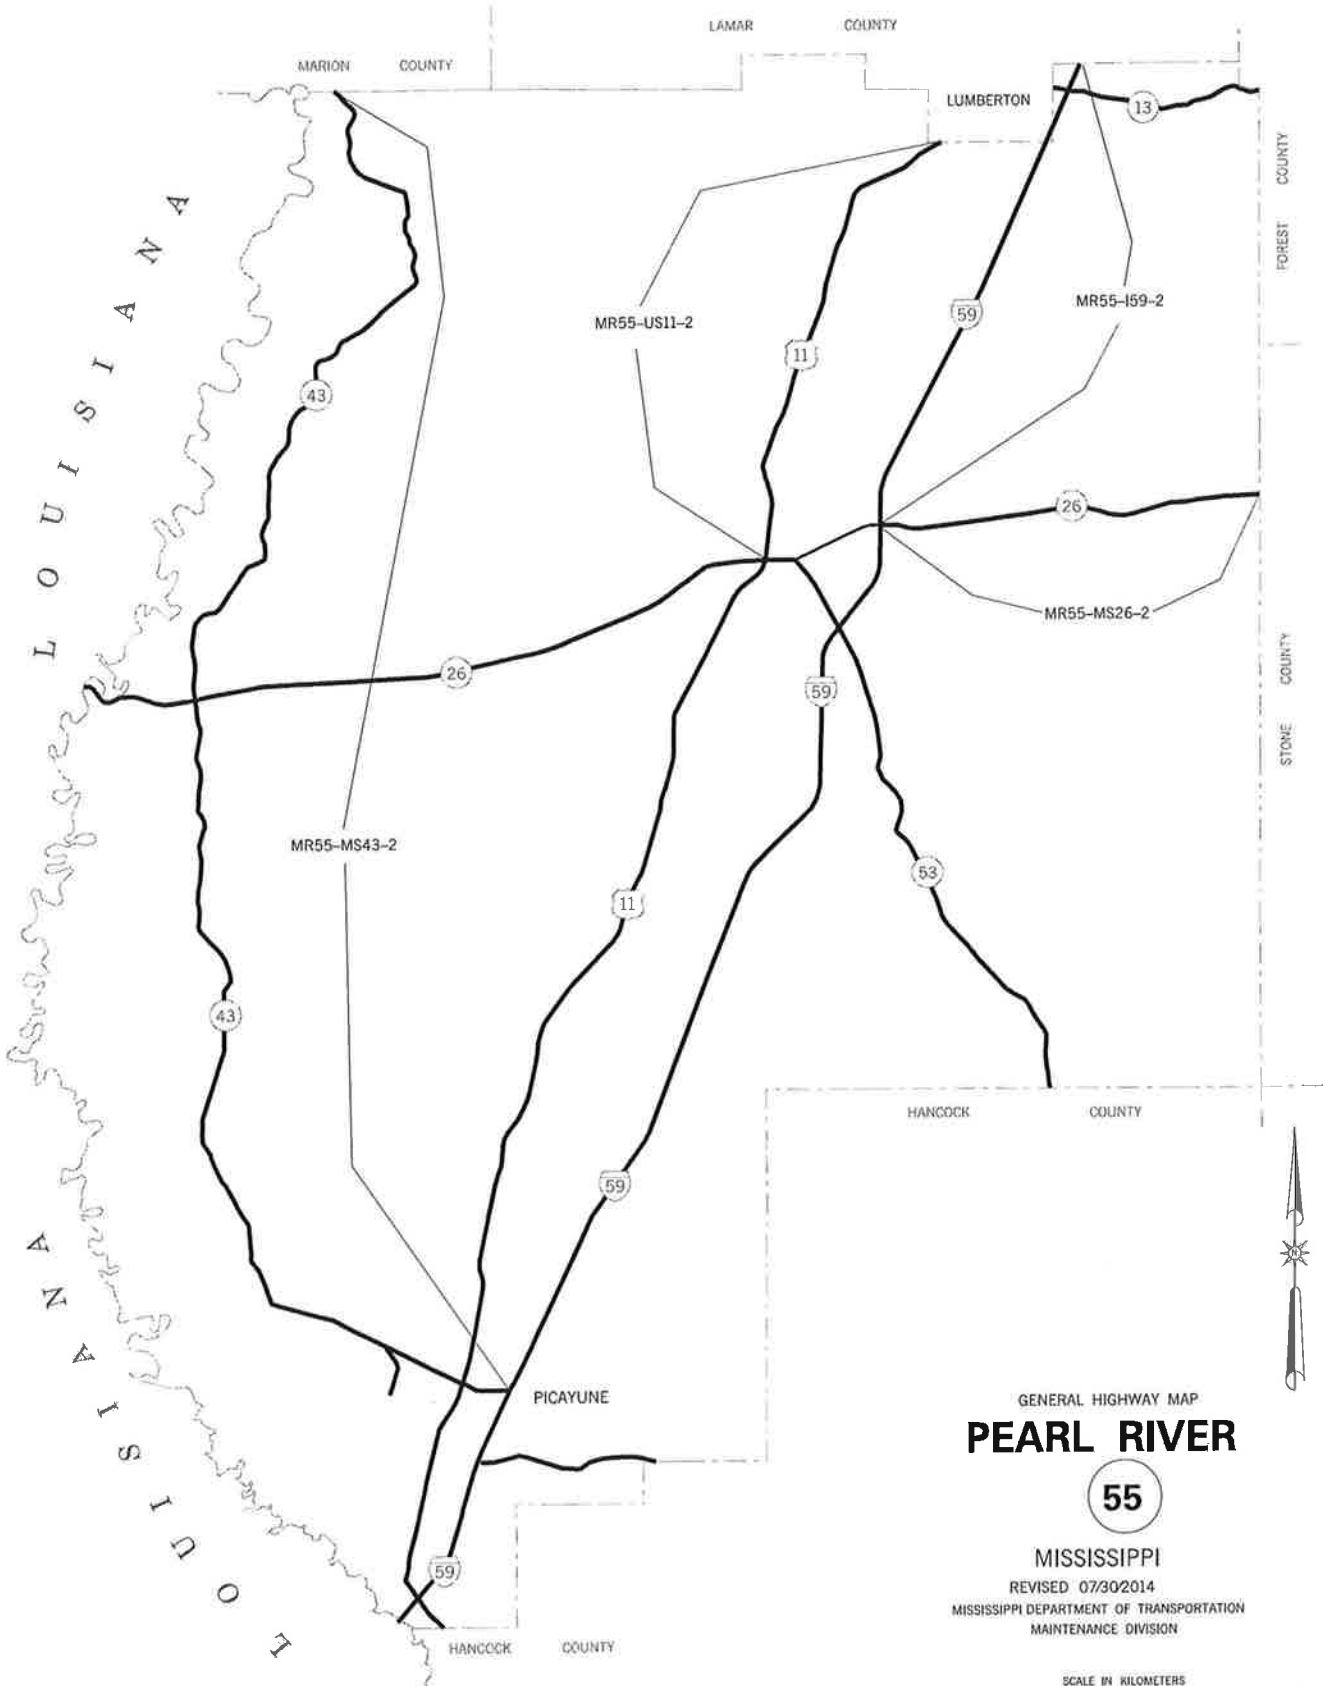 LAMAR COUNTY
MARION COUNTY
LUMBERTON
13
FOREST COUNTY
LOUISIANA
MR55-US11-2
59
MR55-I59-2
11
43
26
MR55-MS26-2
26
59
STONE COUNTY
MR55-MS43-2
53
11
43
HANCOCK COUNTY
59
LOUISIANA
N
PICAYUNE
GENERAL HIGHWAY MAP
PEARL RIVER
55
MISSISSIPPI
REVISED 07/30/2014
MISSISSIPPI DEPARTMENT OF TRANSPORTATION
MAINTENANCE DIVISION
59
HANCOCK COUNTY
SCALE IN KILOMETERS